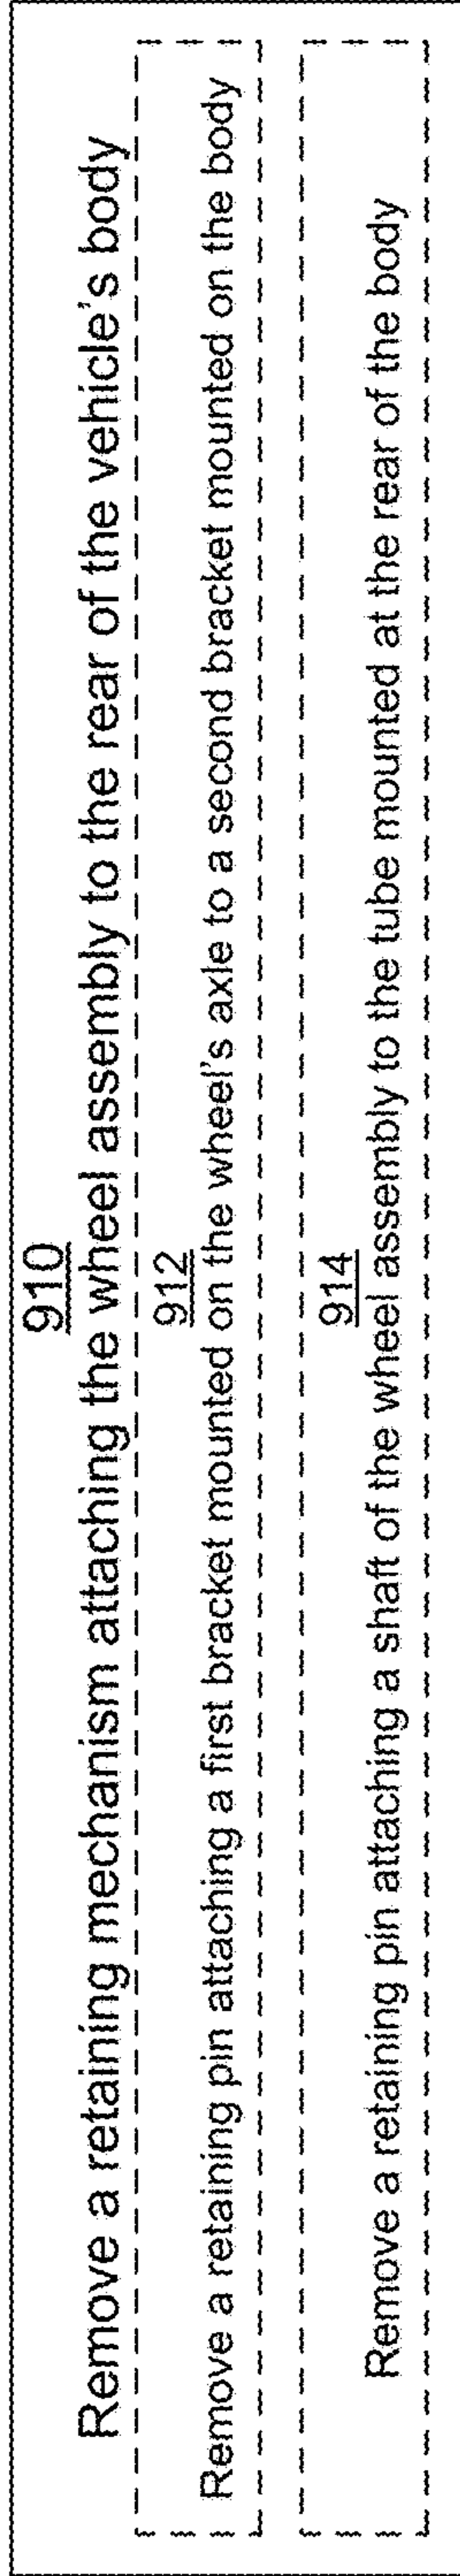 910
Remove a retaining mechanism attaching the wheel assembly to the rear of the vehicle's body
912
Remove a retaining pin attaching a first bracket mounted on the wheel's axle to a second bracket mounted on the body
914
Remove a retaining pin attaching a shaft of the wheel assembly to the tube mounted at the rear of the body